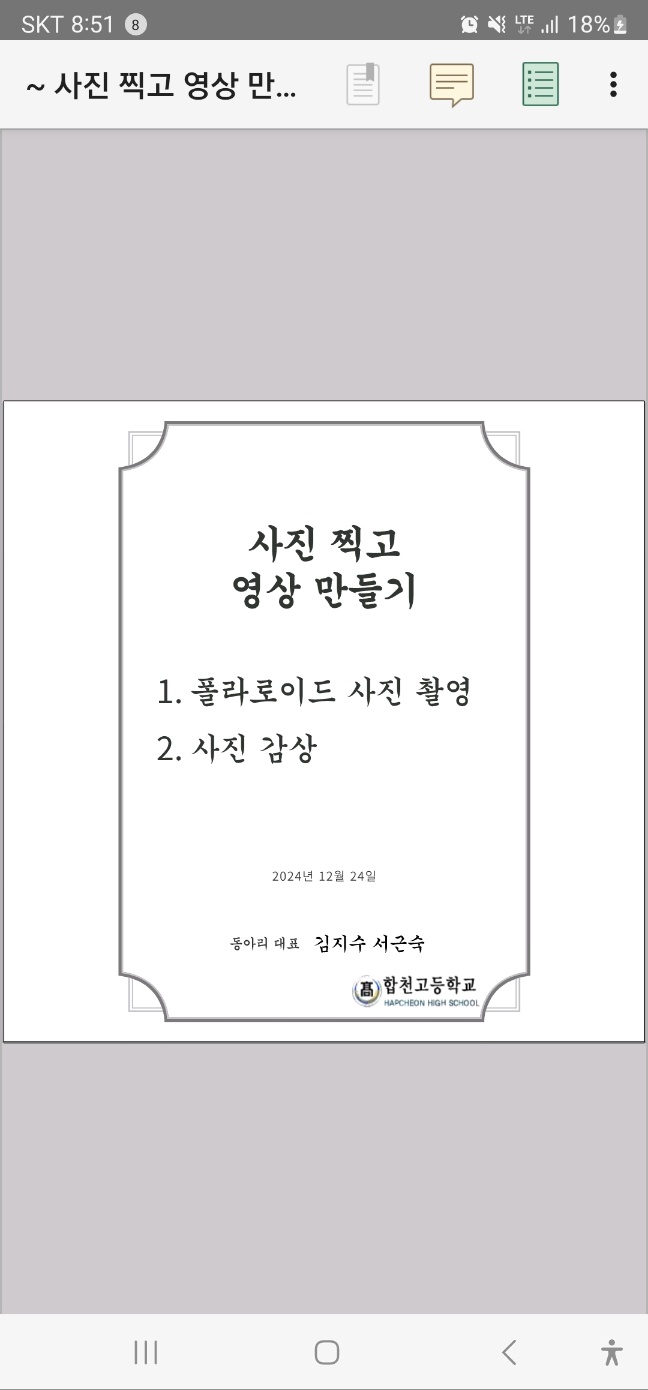 SKT 8:51 8 LTE 18%
~ 사진 찍고 영상 만...
사진 찍고
영상 만들기
1. 폴라로이드 사진 촬영
2. 사진 감상
2024년 12월 24일
동아리 대표 김지수 서근숙
高 합천고등학교
HAPCHEON HIGH SCHOOL